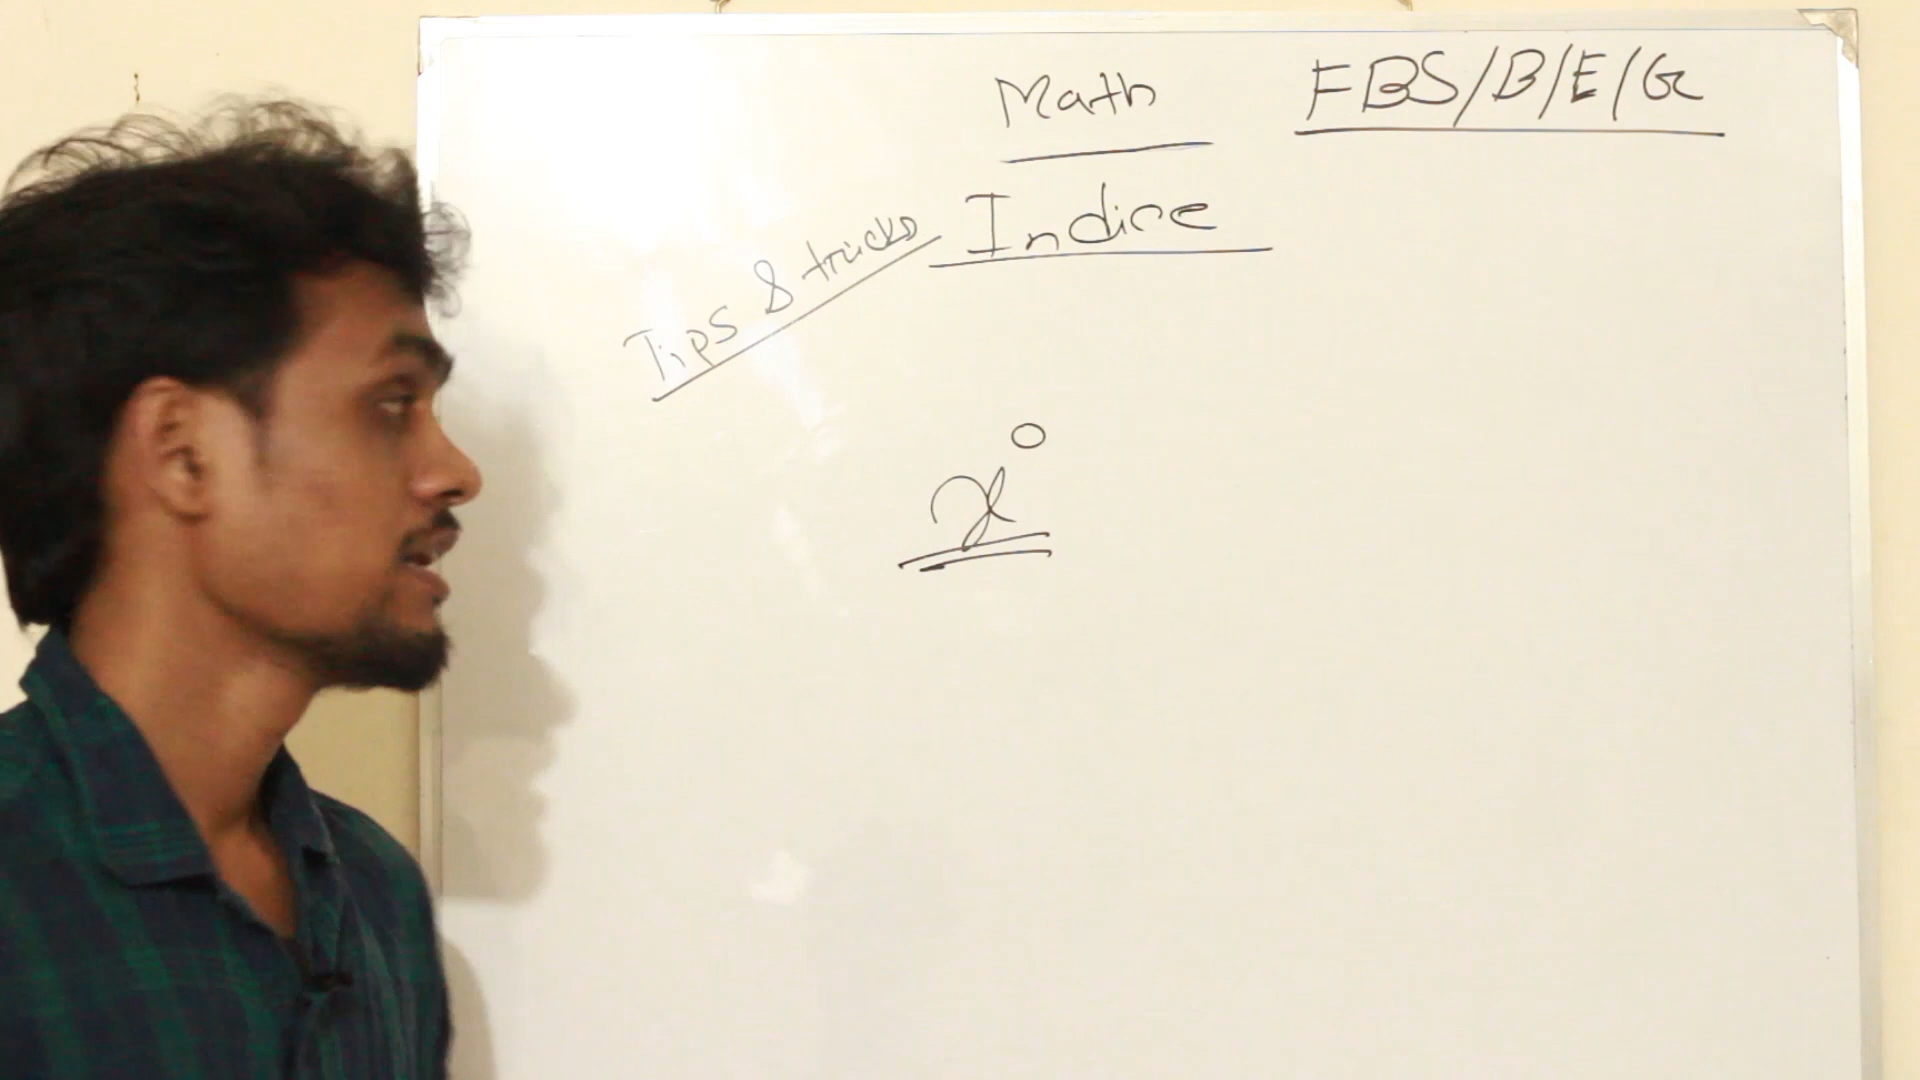 Math FBS/B/E/G
Indice
Tips & tricks
x⁰